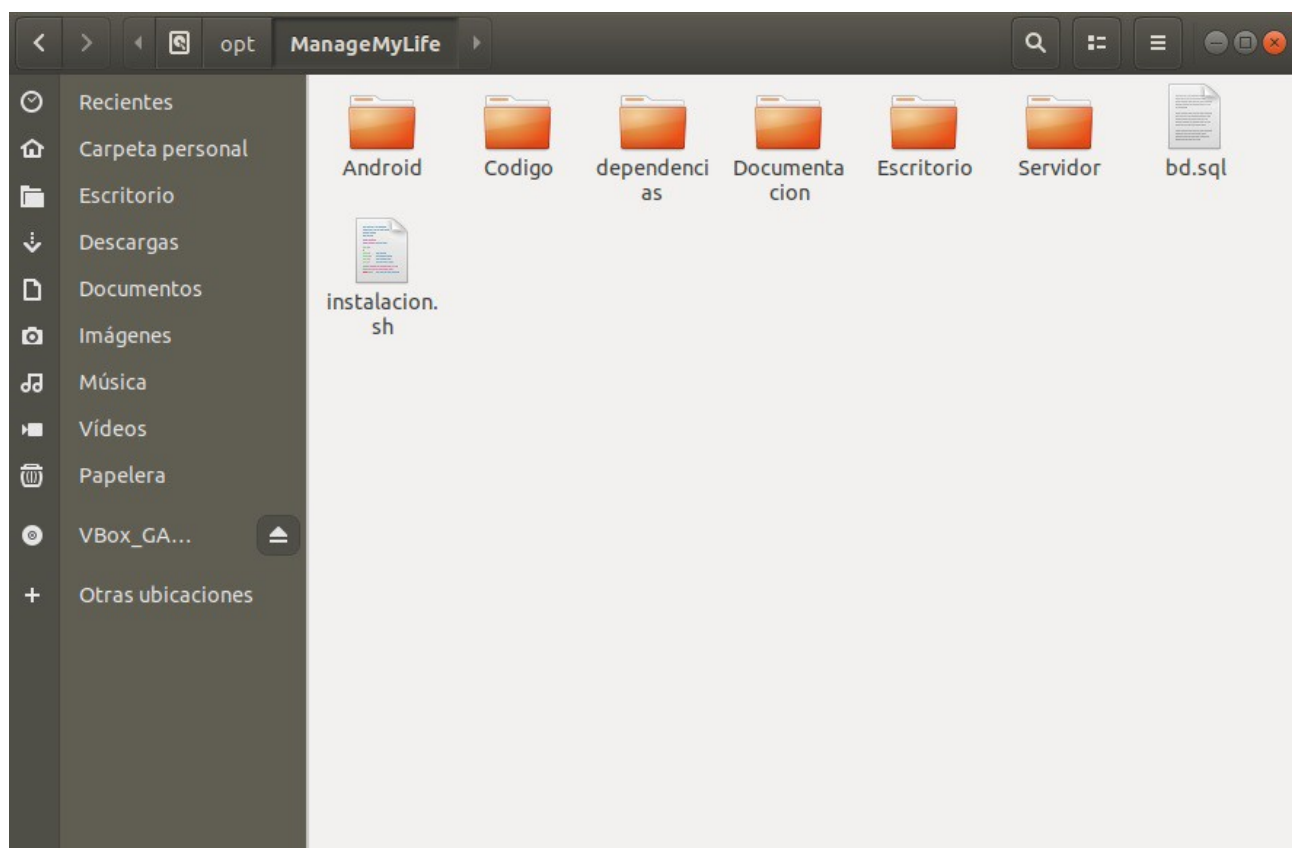 opt
ManageMyLife
Recientes
Carpeta personal
Escritorio
Descargas
Documentos
Imágenes
Música
Vídeos
Papelera
VBox_GA...
Otras ubicaciones
Android
Codigo
dependenci
as
Documenta
cion
Escritorio
Servidor
bd.sql
instalacion.
sh